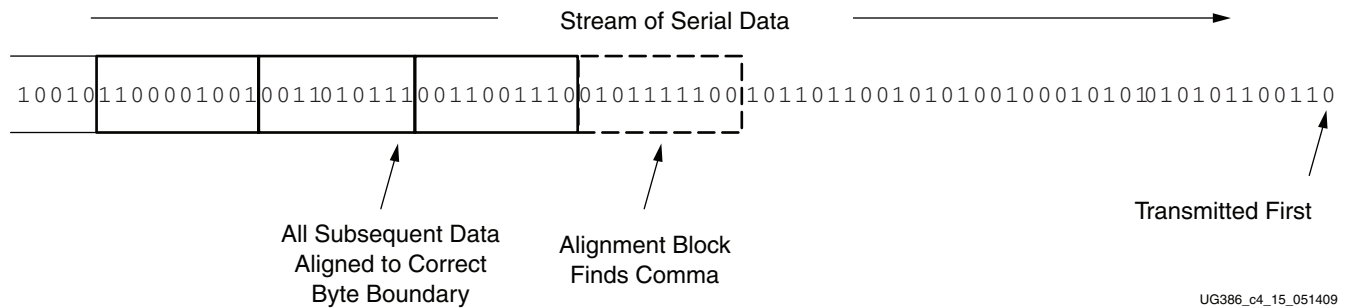 Stream of Serial Data
1001011000010010011010111001100111001011111001011011001010100100010101010101100110
All Subsequent Data
Aligned to Correct
Byte Boundary
Alignment Block
Finds Comma
Transmitted First
UG386_c4_15_051409